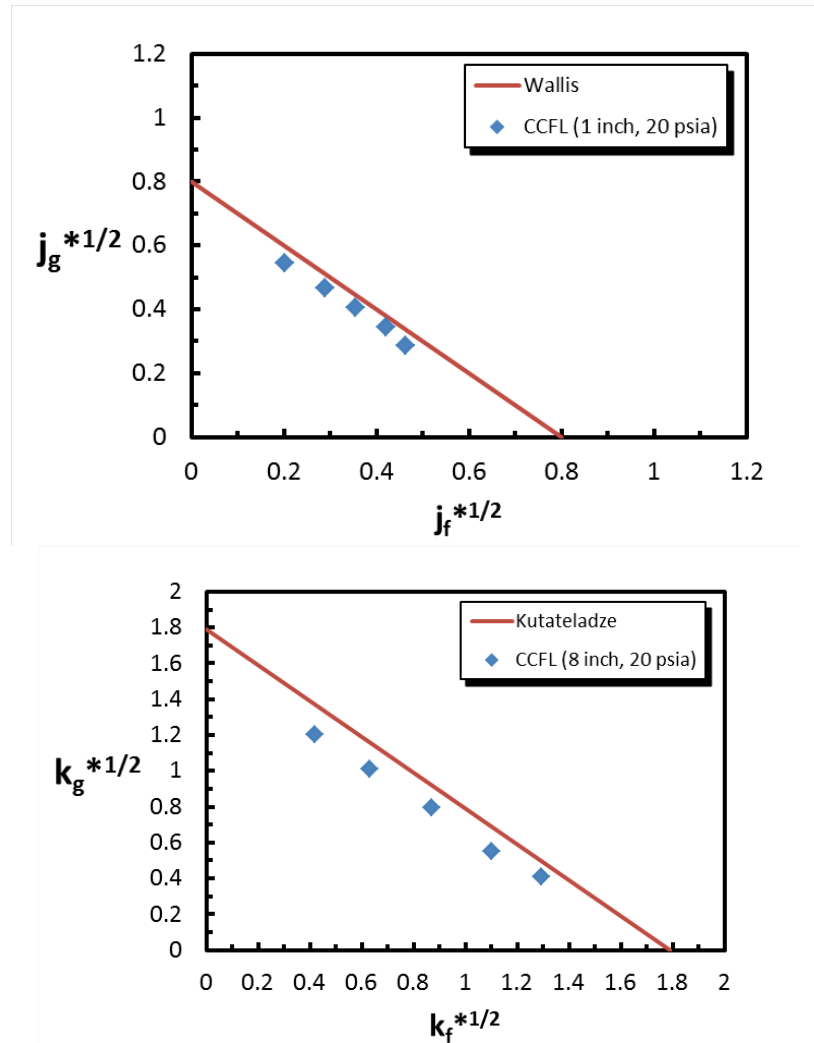 1.2
1
0.8
0.6
0.4
0.2
0
j_g*1/2
Wallis
CCFL (1 inch, 20 psia)
0 0.2 0.4 0.6 0.8 1 1.2
j_f*1/2
2
1.8
1.6
1.4
1.2
1
0.8
0.6
0.4
0.2
0
k_g*1/2
Kutateladze
CCFL (8 inch, 20 psia)
0 0.2 0.4 0.6 0.8 1 1.2 1.4 1.6 1.8 2
k_f*1/2